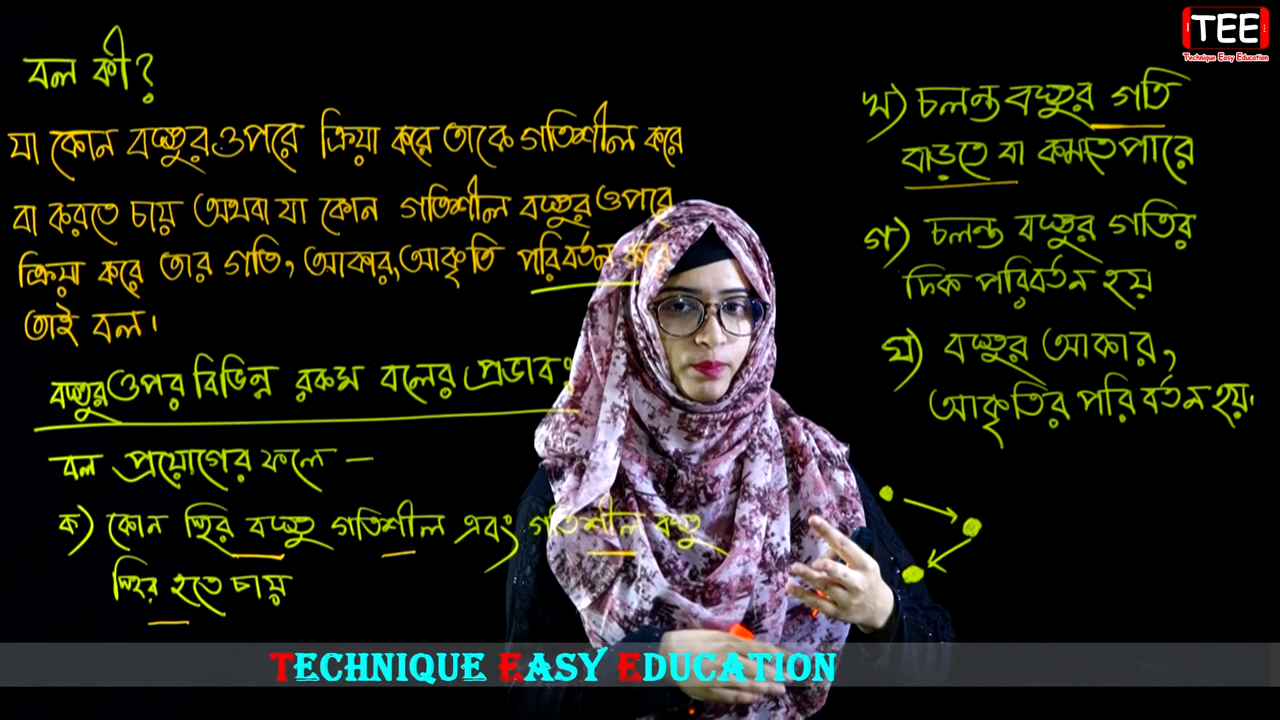 বল কী?
যা কোন বস্তুর ওপরে ক্রিয়া করে তাকে গতিশীল করে
বা করতে চায় অথবা যা কোন গতিশীল বস্তুর ওপরে
ক্রিয়া করে তার গতি, আকার, আকৃতি পরিবর্তন করে
তাই বল।
বস্তুর ওপর বিভিন্ন রকম বলের প্রভাব:
বল প্রয়োগের ফলে —
ক) কোন স্থির বস্তু গতিশীল এবং গতিশীল বস্তু
স্থির হতে চায়
খ) চলন্ত বস্তুর গতি
বাড়তে বা কমতে পারে
গ) চলন্ত বস্তুর গতির
দিক পরিবর্তন হয়
ঘ) বস্তুর আকার,
আকৃতির পরিবর্তন হয়।
TEE
Technique Easy Education
TECHNIQUE EASY EDUCATION